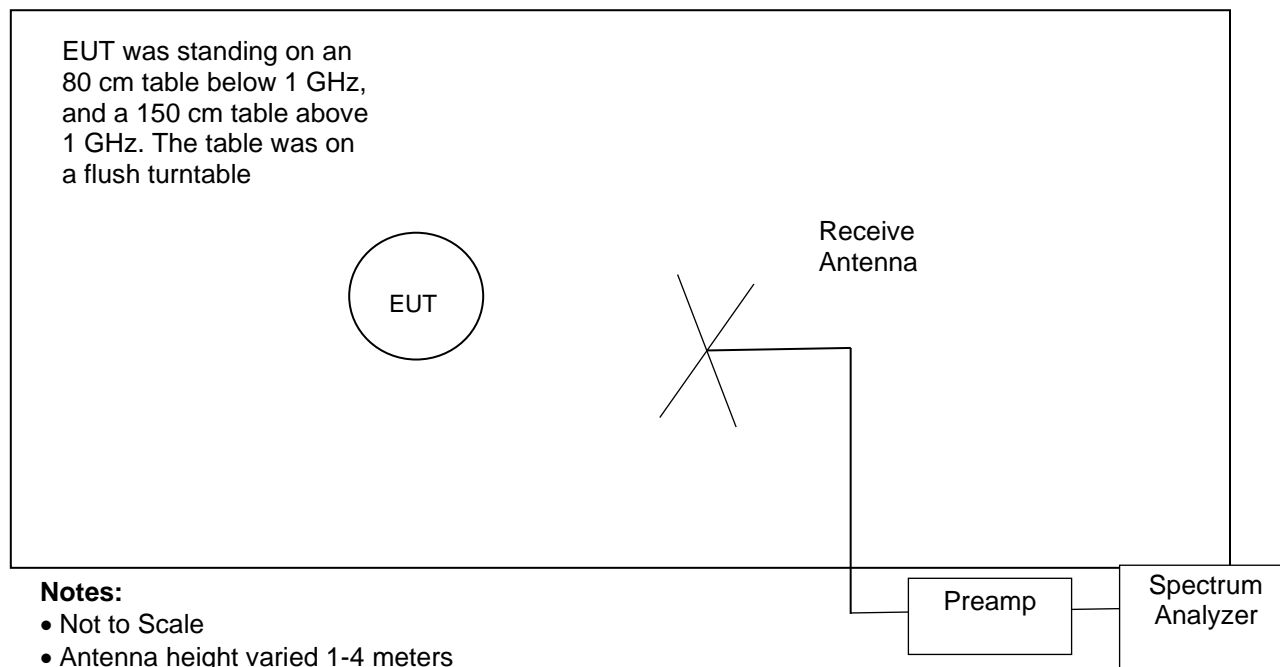 EUT was standing on an
80 cm table below 1 GHz,
and a 150 cm table above
1 GHz. The table was on
a flush turntable
Receive
Antenna
EUT
Notes:
• Not to Scale
• Antenna height varied 1-4 meters
Preamp
Spectrum
Analyzer